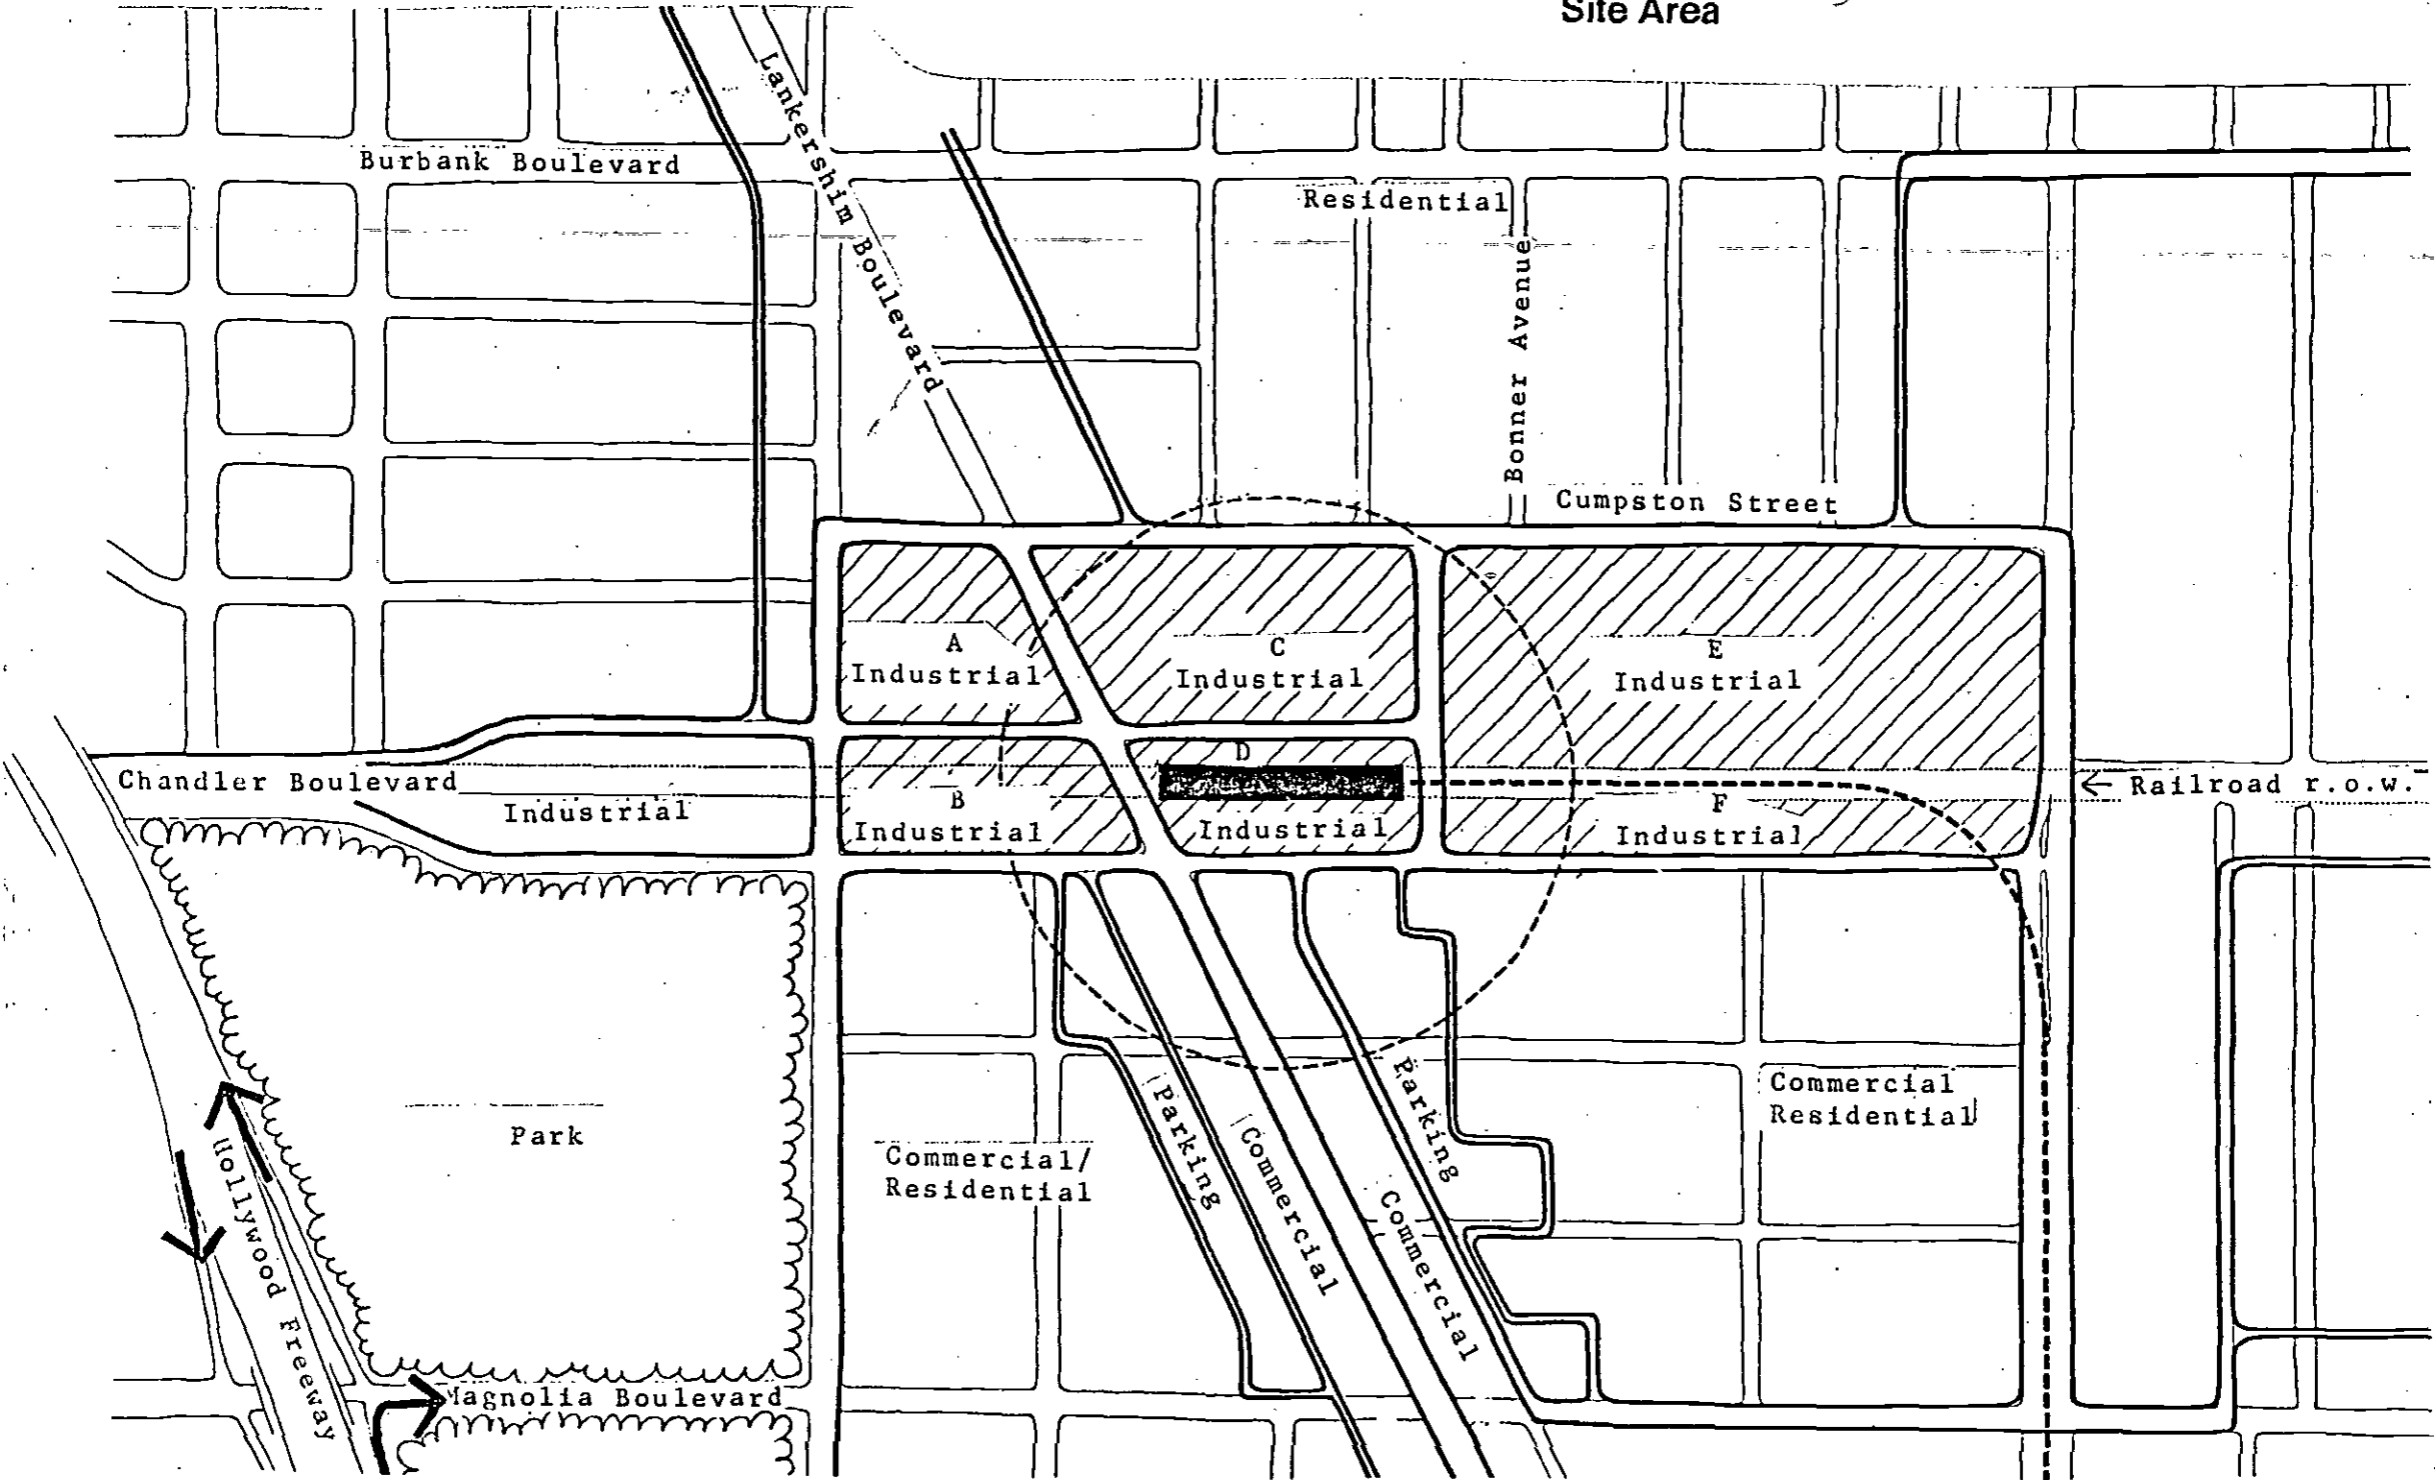 Site Area
Lankershim Boulevard
Burbank Boulevard
Residential
Bonner Avenue
Cumpston Street
A
Industrial
C
Industrial
E
Industrial
Chandler Boulevard
Industrial
B
Industrial
D
Industrial
F
Industrial
← Railroad r.o.w.
Park
Hollywood Freeway
Magnolia Boulevard
Commercial/
Residential
Parking
Commercial
Commercial
Parking
Commercial
Residential